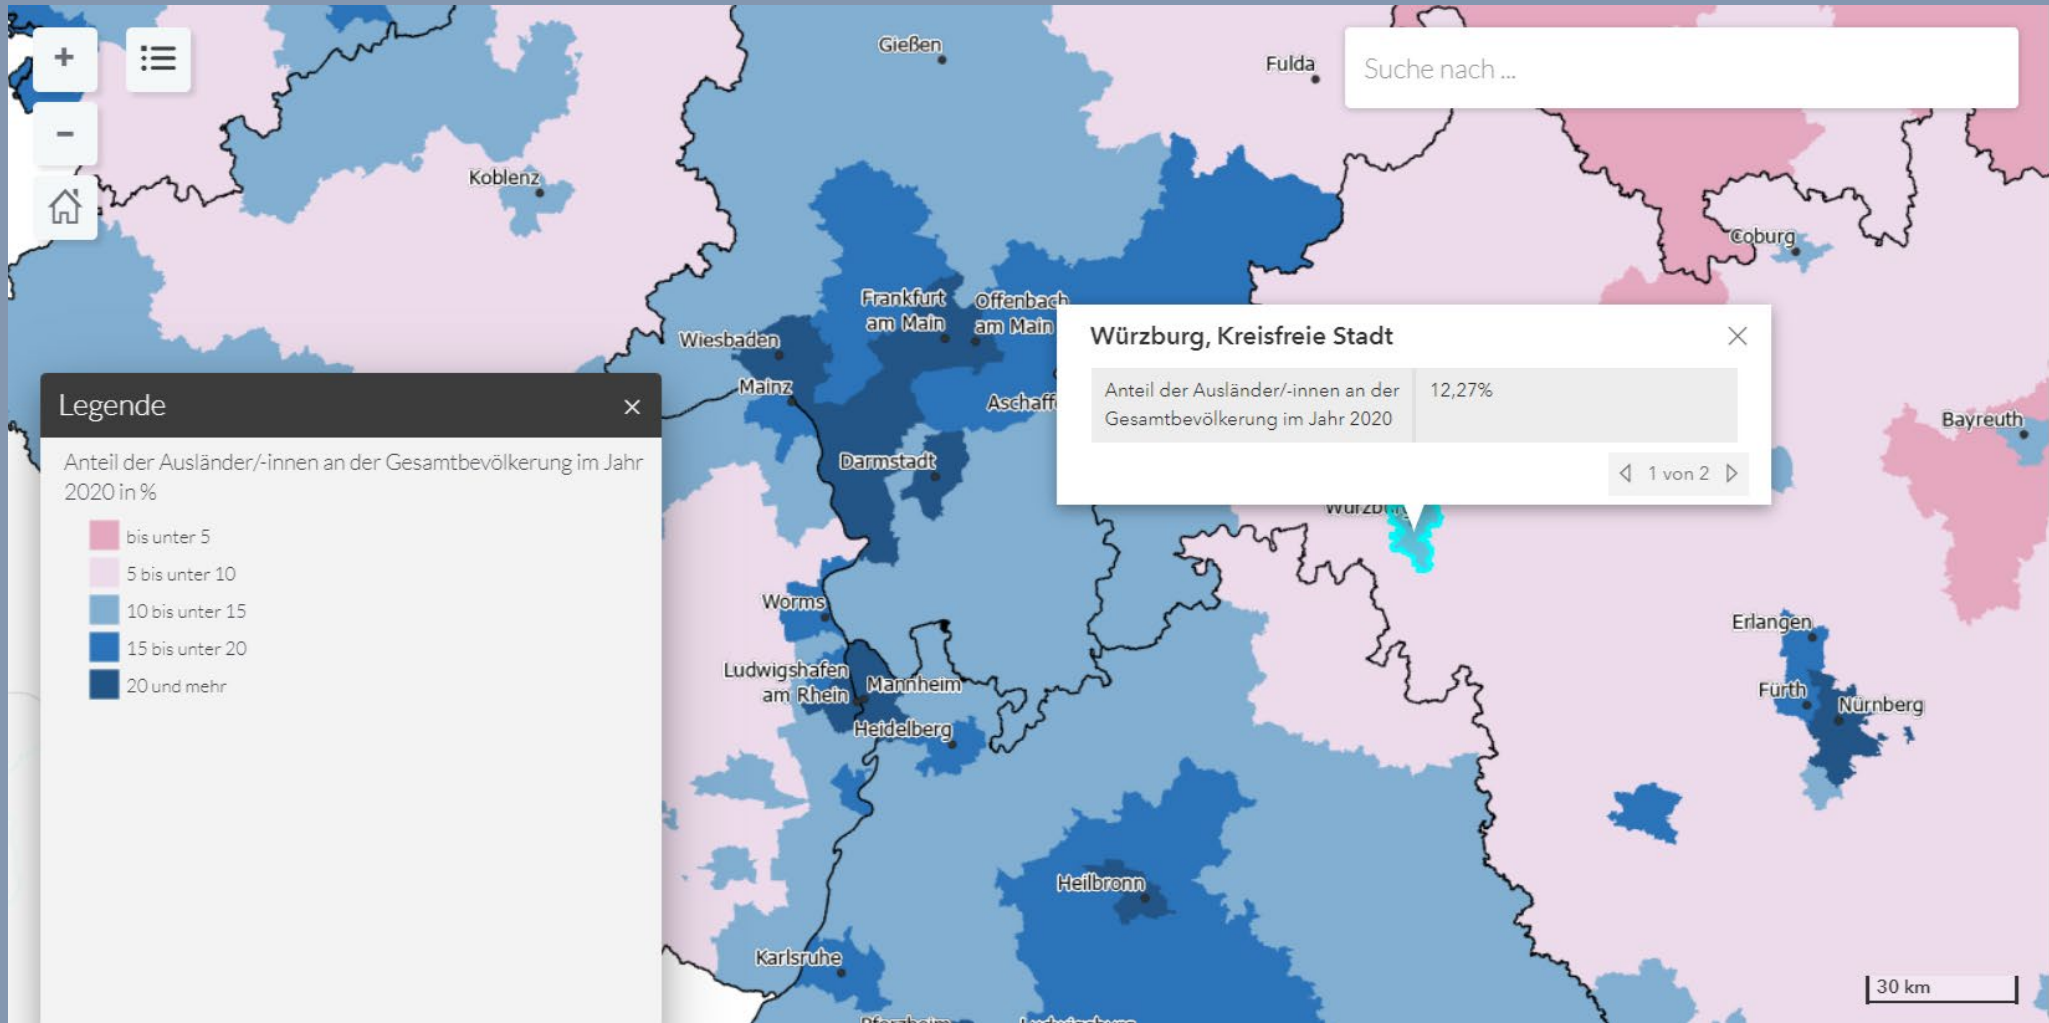 +
Gießen
Fulda
Suche nach ...
−
Koblenz
Coburg
Frankfurt
am Main
Offenbach
am Main
Wiesbaden
Würzburg, Kreisfreie Stadt
Anteil der Ausländer/-innen an der
Gesamtbevölkerung im Jahr 2020
12,27%
1 von 2
Mainz
Aschaff
Legende
Anteil der Ausländer/-innen an der Gesamtbevölkerung im Jahr
2020 in %
bis unter 5
5 bis unter 10
10 bis unter 15
15 bis unter 20
20 und mehr
Bayreuth
Darmstadt
Würzburg
Worms
Erlangen
Ludwigshafen
am Rhein
Mannheim
Fürth
Nürnberg
Heidelberg
Heilbronn
Karlsruhe
30 km
Pforzheim
Ludwigsburg